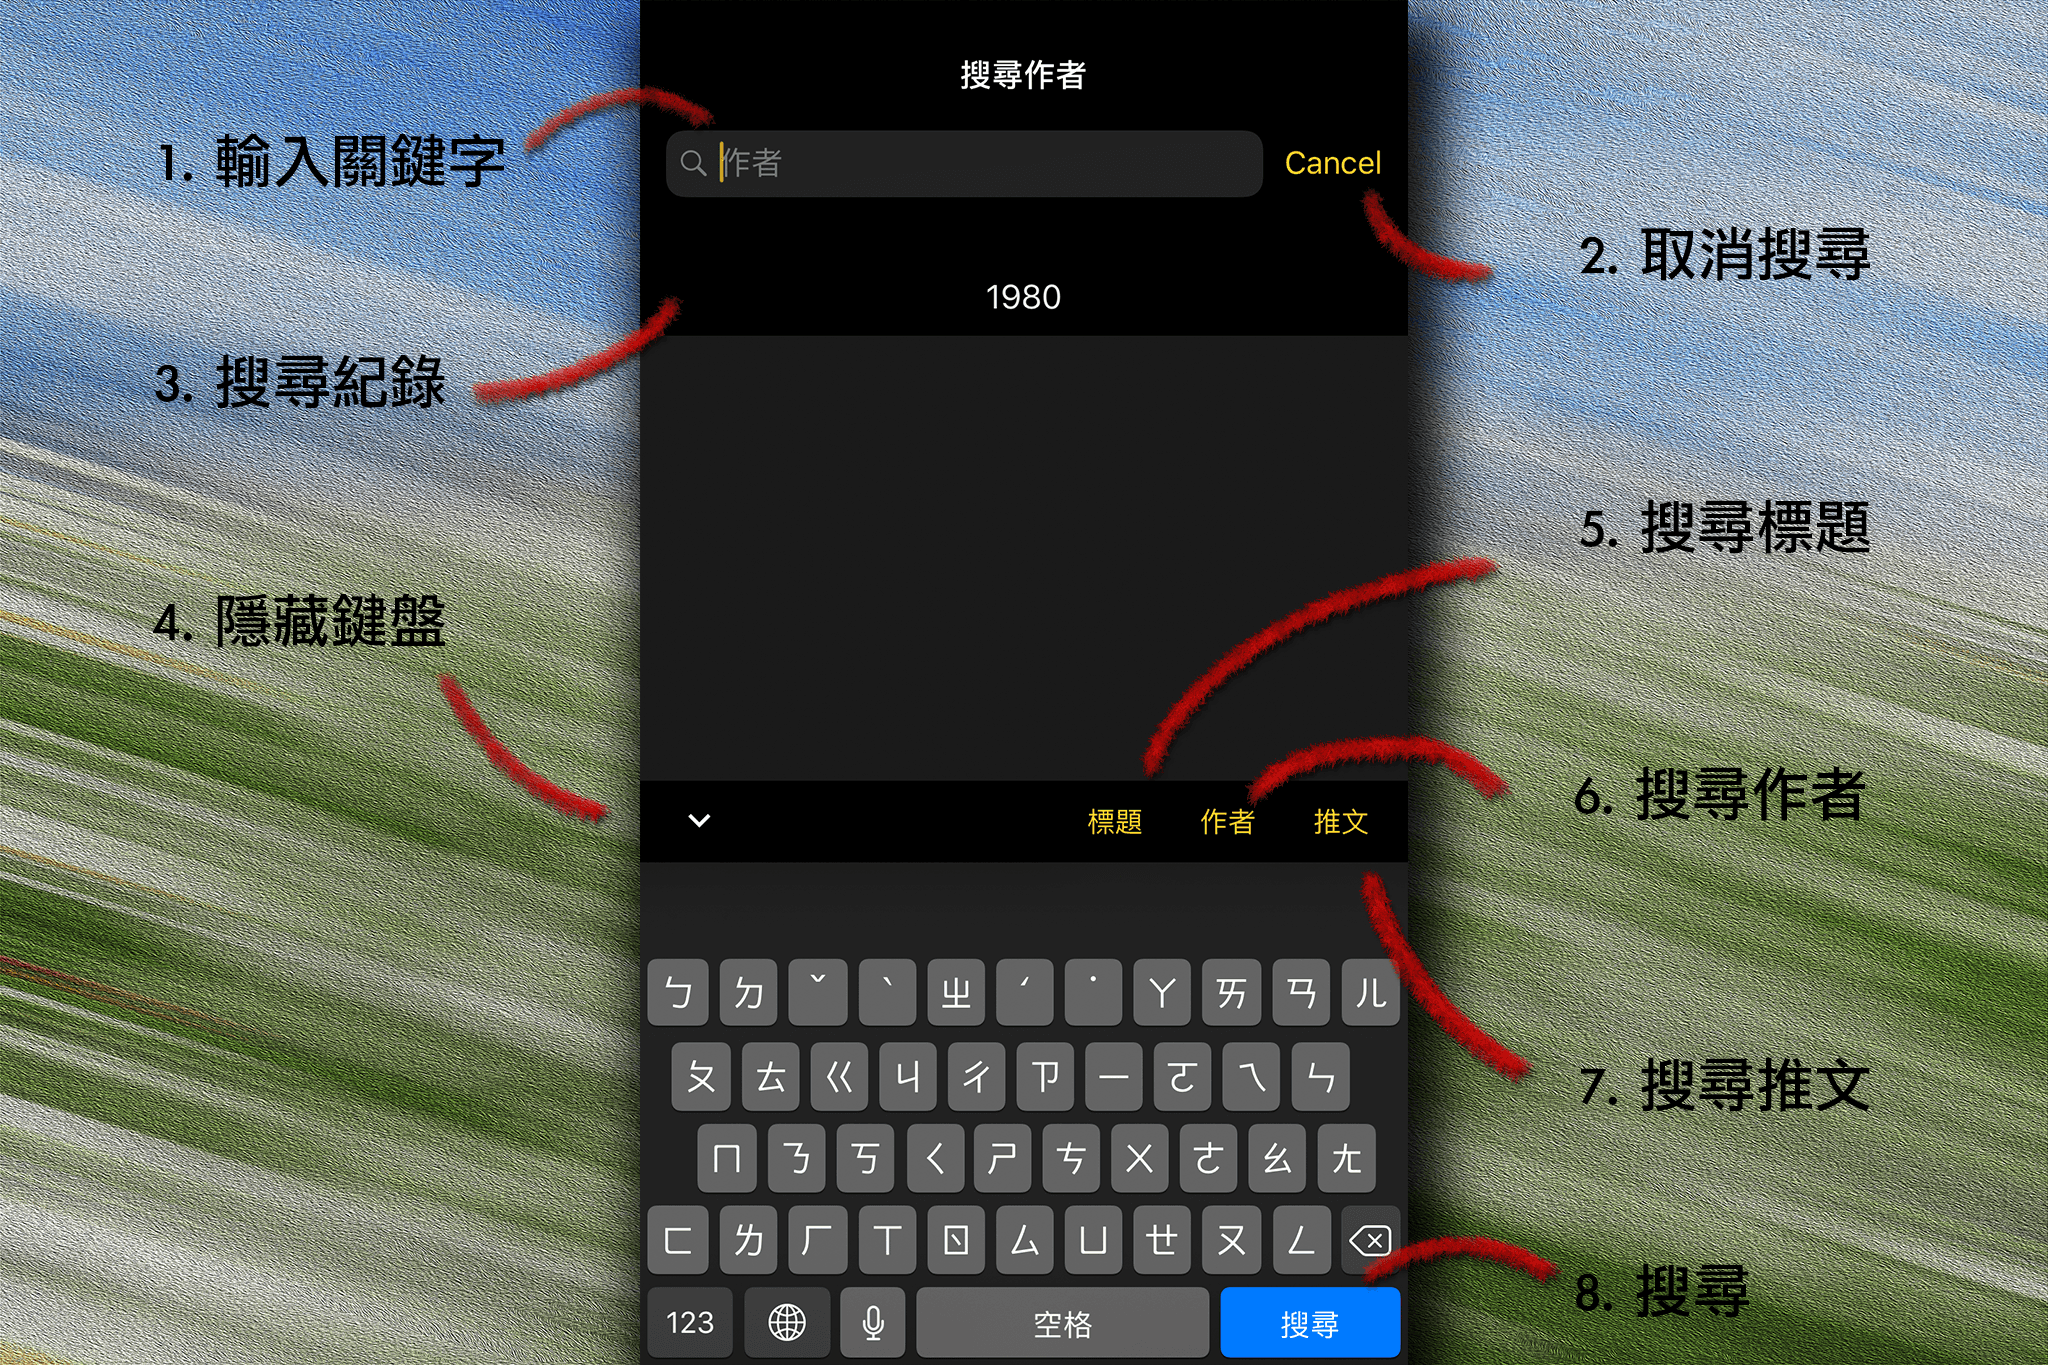 搜尋作者
1. 輸入關鍵字
作者
Cancel
2. 取消搜尋
1980
3. 搜尋紀錄
5. 搜尋標題
4. 隱藏鍵盤
6. 搜尋作者
標題 作者 推文
ㄅ ㄉ ˇ ˋ ㄓ ˊ ˙ ㄚ ㄞ ㄢ ㄦ
7. 搜尋推文
ㄆ ㄊ ㄍ ㄐ ㄔ ㄗ ㄧ ㄛ ㄟ ㄣ
ㄇ ㄋ ㄎ ㄑ ㄕ ㄘ ㄨ ㄜ ㄠ ㄤ
ㄈ ㄌ ㄏ ㄒ ㄖ ㄙ ㄩ ㄝ ㄡ ㄥ
8. 搜尋
123 空格 搜尋